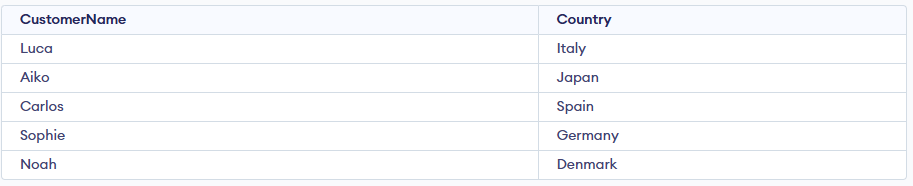 CustomerName Country
Luca Italy
Aiko Japan
Carlos Spain
Sophie Germany
Noah Denmark